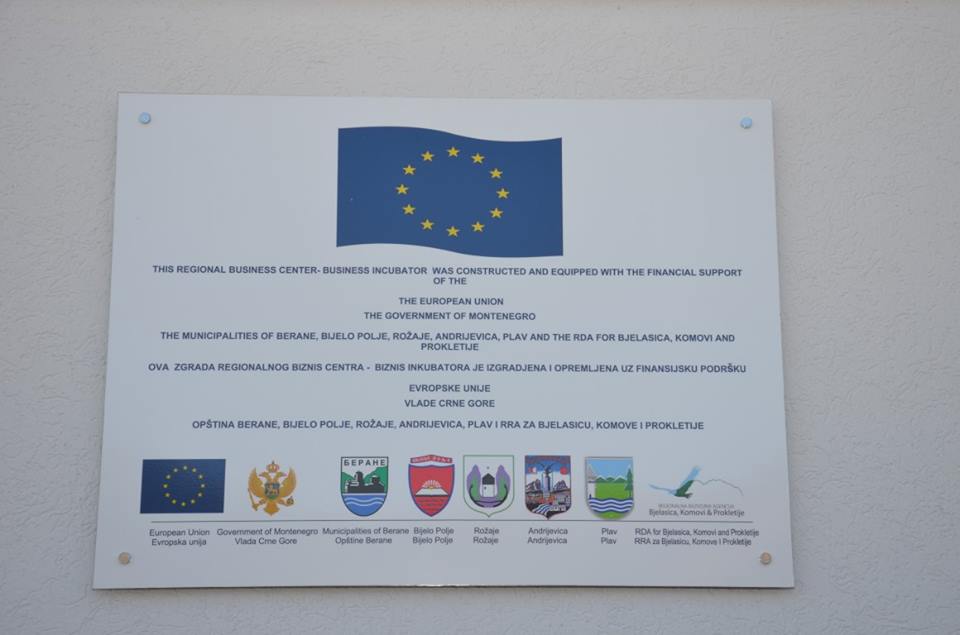 THIS REGIONAL BUSINESS CENTER- BUSINESS INCUBATOR WAS CONSTRUCTED AND EQUIPPED WITH THE FINANCIAL SUPPORT
OF THE
THE EUROPEAN UNION
THE GOVERNMENT OF MONTENEGRO
THE MUNICIPALITIES OF BERANE, BIJELO POLJE, ROŽAJE, ANDRIJEVICA, PLAV AND THE RDA FOR BJELASICA, KOMOVI AND
PROKLETIJE
OVA ZGRADA REGIONALNOG BIZNIS CENTRA - BIZNIS INKUBATORA JE IZGRADJENA I OPREMLJENA UZ FINANSIJSKU PODRŠKU
EVROPSKE UNIJE
VLADE CRNE GORE
OPŠTINA BERANE, BIJELO POLJE, ROŽAJE, ANDRIJEVICA, PLAV I RRA ZA BJELASICU, KOMOVE I PROKLETIJE
БЕРАНЕ
REGIONALNA RAZVOJNA AGENCIJA
Bjelasica, Komovi & Prokletije
European Union Government of Montenegro Municipalities of Berane Bijelo Polje Rožaje Andrijevica Plav RDA for Bjelasica, Komovi and Prokletije
Evropska unija Vlada Crne Gore Opštine Berane Bijelo Polje Rožaje Andrijevica Plav RRA za Bjelasicu, Komove I Prokletije